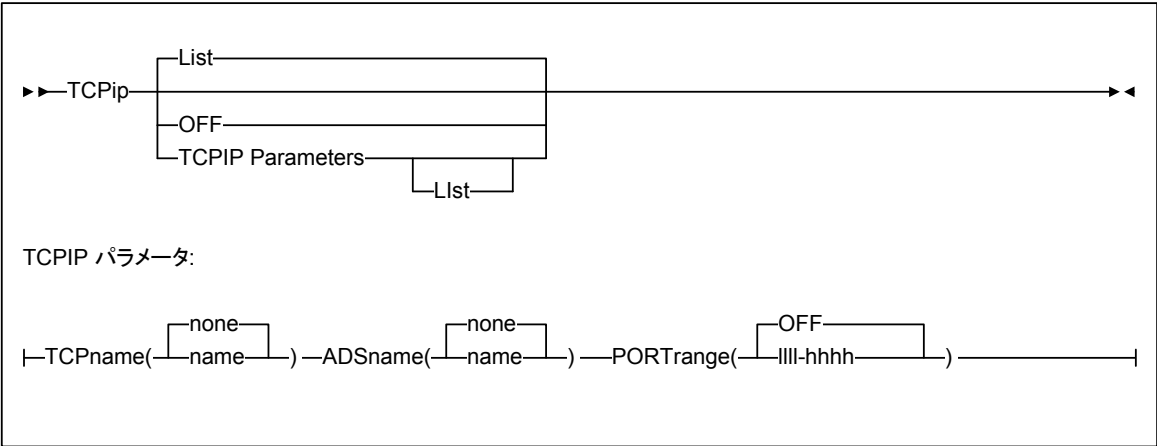 List
TCPip
OFF
TCPIP Parameters
LIst
TCPIP パラメータ:
none none OFF
TCPname( name ) ADSname( name ) PORTrange( llll-hhhh )